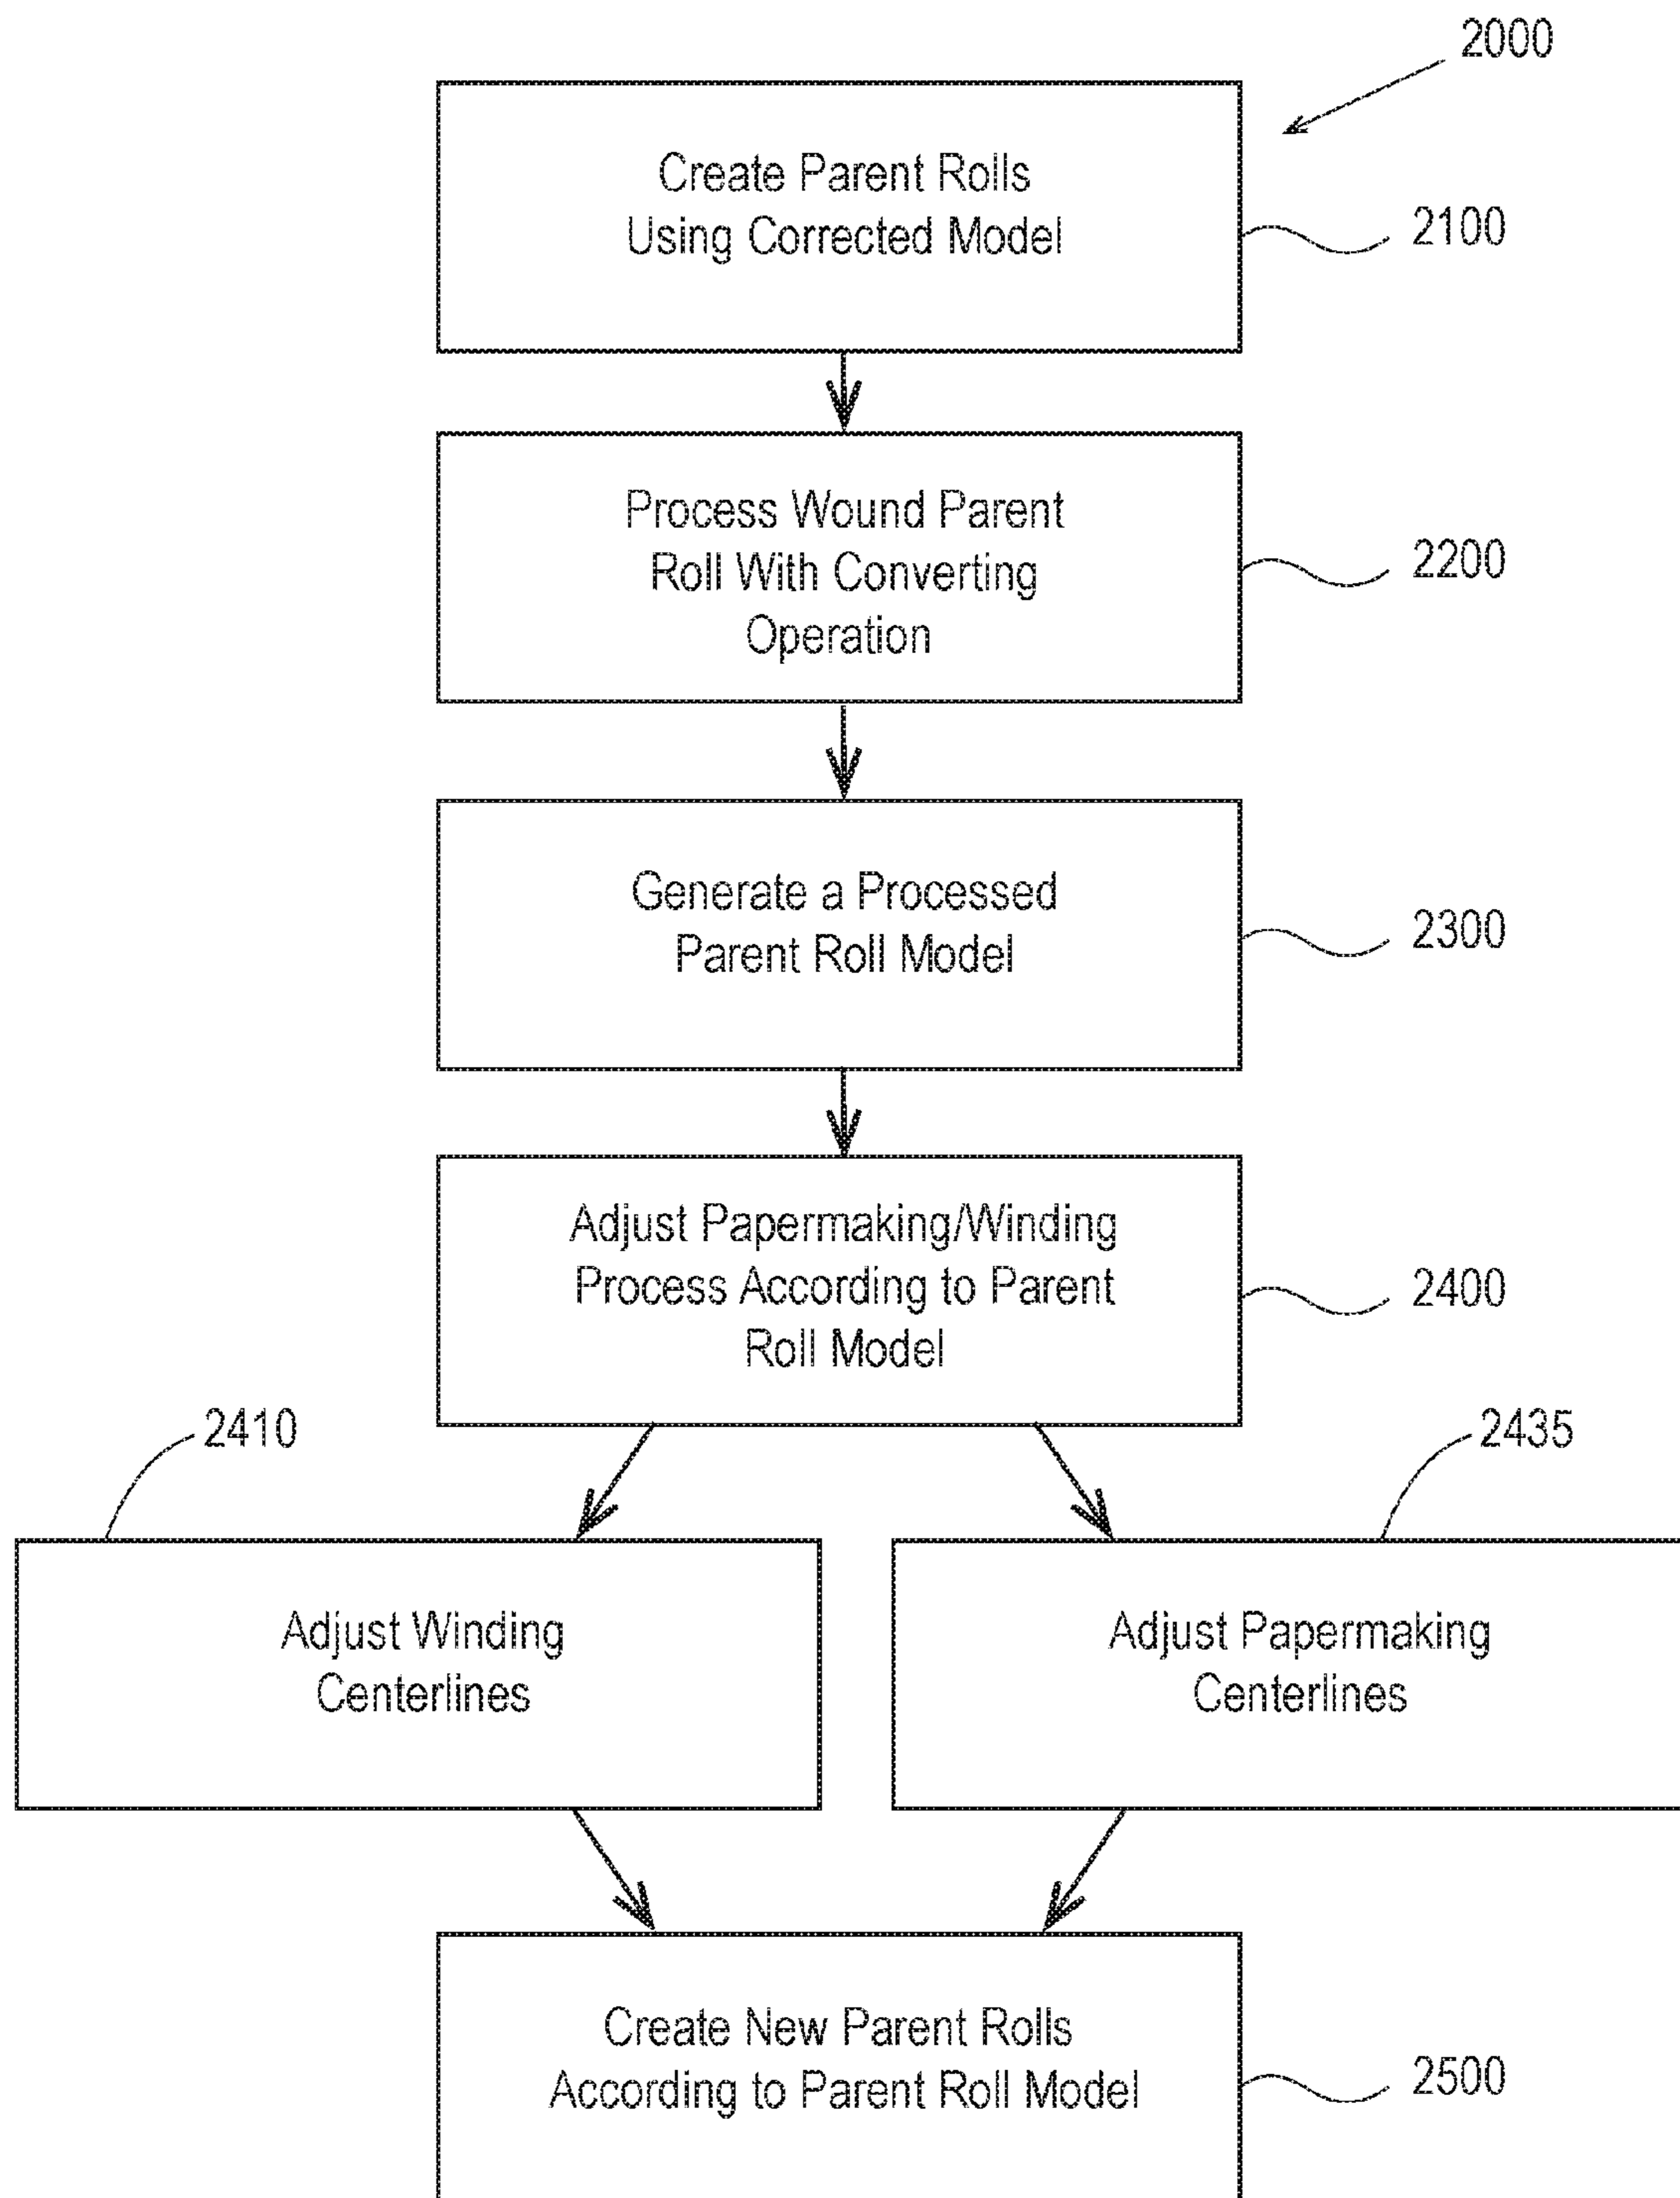 2000
Create Parent Rolls
Using Corrected Model
2100
Process Wound Parent
Roll With Converting
Operation
2200
Generate a Processed
Parent Roll Model
2300
Adjust Papermaking/Winding
Process According to Parent
Roll Model
2400
2410
2435
Adjust Winding
Centerlines
Adjust Papermaking
Centerlines
Create New Parent Rolls
According to Parent Roll Model
2500